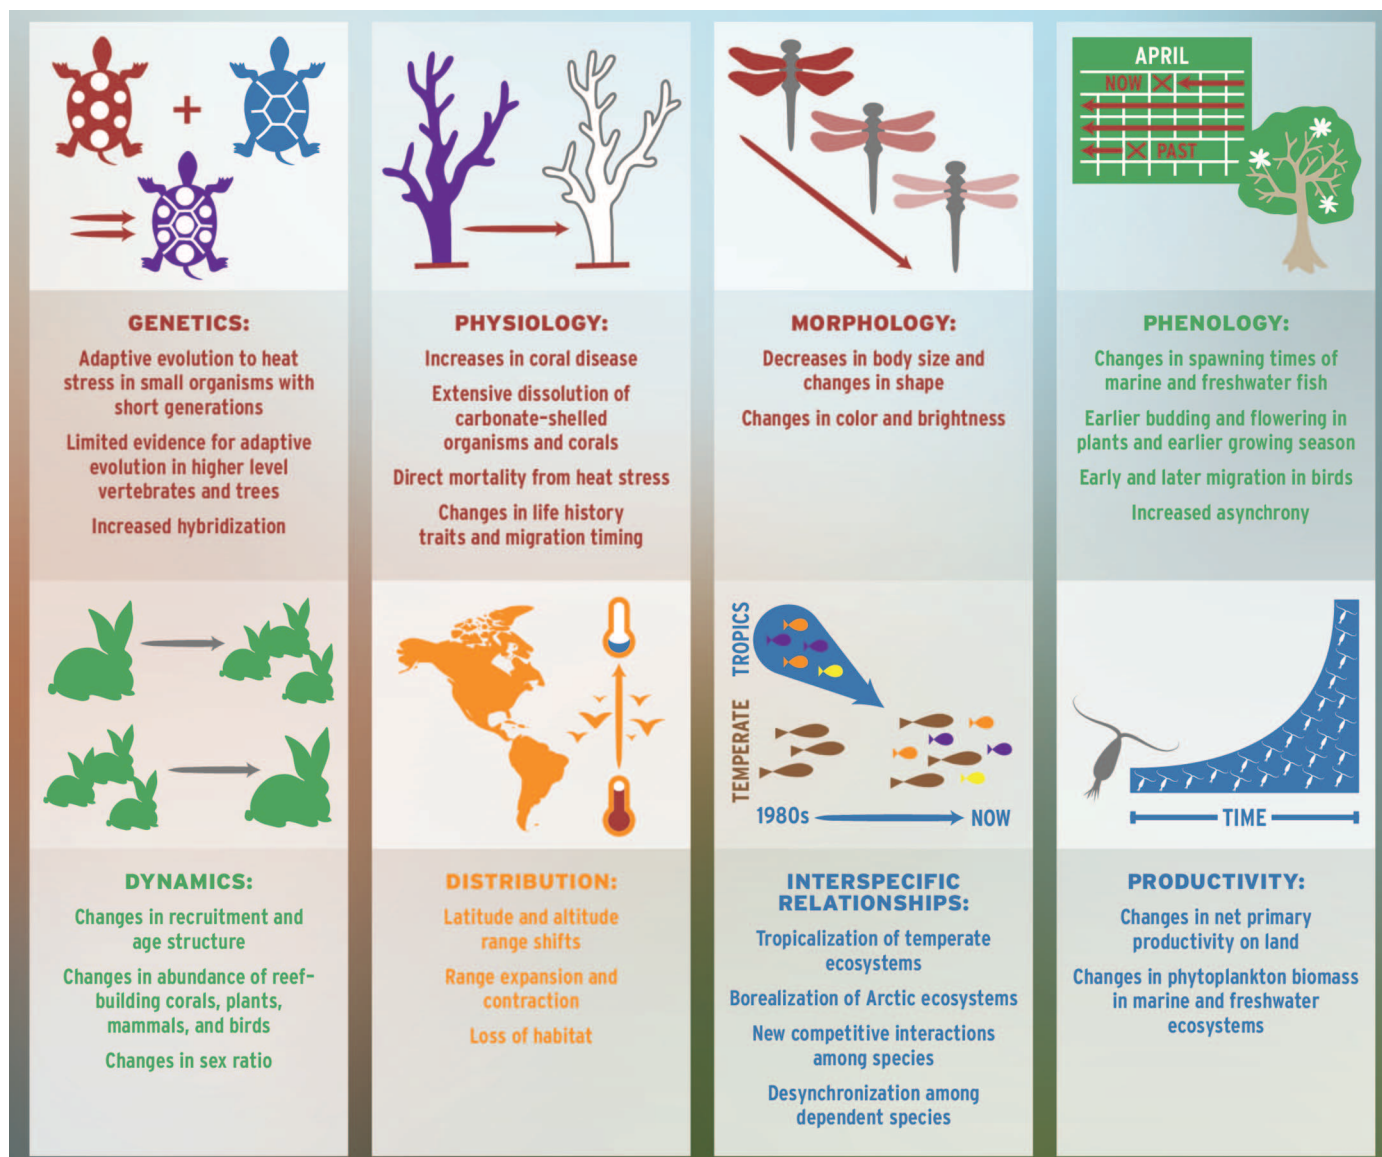 APRIL
NOW
PAST
GENETICS:
Adaptive evolution to heat
stress in small organisms with
short generations
Limited evidence for adaptive
evolution in higher level
vertebrates and trees
Increased hybridization
PHYSIOLOGY:
Increases in coral disease
Extensive dissolution of
carbonate-shelled
organisms and corals
Direct mortality from heat stress
Changes in life history
traits and migration timing
MORPHOLOGY:
Decreases in body size and
changes in shape
Changes in color and brightness
PHENOLOGY:
Changes in spawning times of
marine and freshwater fish
Earlier budding and flowering in
plants and earlier growing season
Early and later migration in birds
Increased asynchrony
TROPICS
TEMPERATE
1980s
NOW
TIME
DYNAMICS:
Changes in recruitment and
age structure
Changes in abundance of reef-
building corals, plants,
mammals, and birds
Changes in sex ratio
DISTRIBUTION:
Latitude and altitude
range shifts
Range expansion and
contraction
Loss of habitat
INTERSPECIFIC
RELATIONSHIPS:
Tropicalization of temperate
ecosystems
Borealization of Arctic ecosystems
New competitive interactions
among species
Desynchronization among
dependent species
PRODUCTIVITY:
Changes in net primary
productivity on land
Changes in phytoplankton biomass
in marine and freshwater
ecosystems